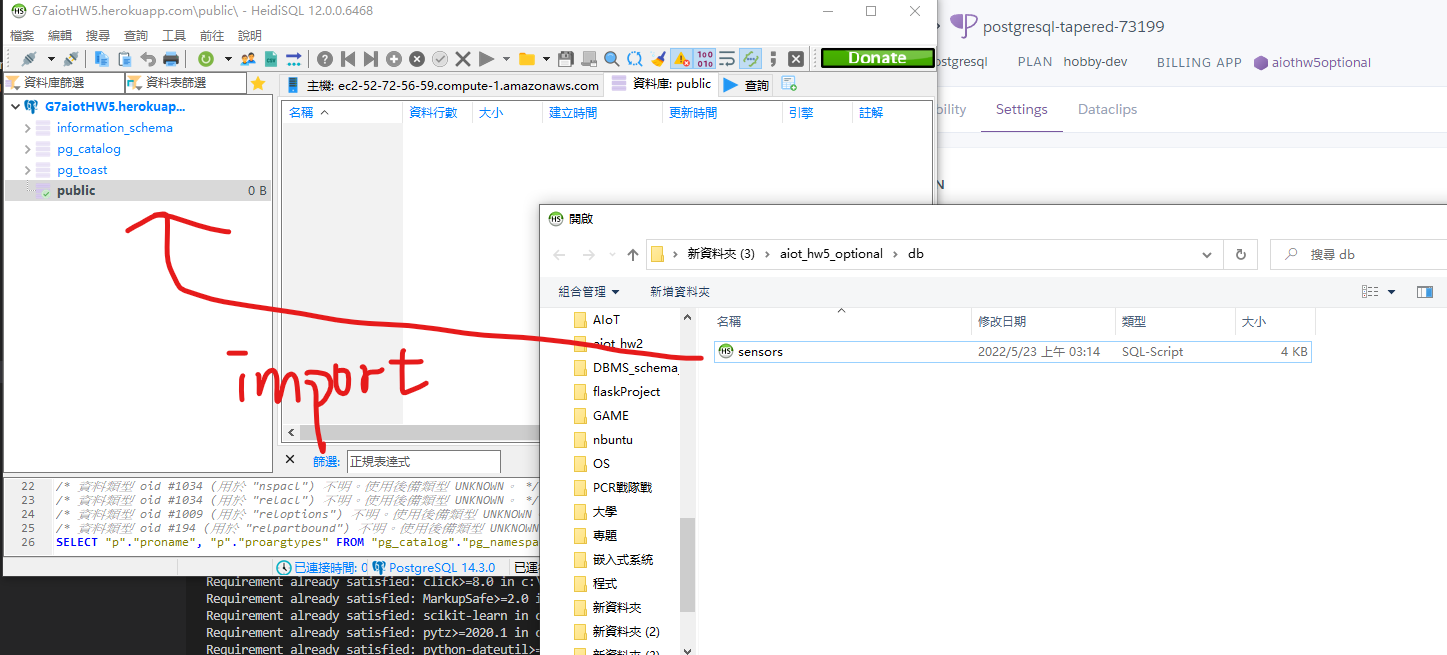 G7aiotHW5.herokuapp.com\public\ - HeidiSQL 12.0.0.6468
檔案 編輯 搜尋 查詢 工具 前往 說明
Donate
資料庫篩選 資料表篩選
主機: ec2-52-72-56-59.compute-1.amazonaws.com 資料庫: public 查詢
G7aiotHW5.herokuap...
information_schema
pg_catalog
pg_toast
public 0 B
名稱 資料行數 大小 建立時間 更新時間 引擎 註解
import
篩選: 正規表達式
22 /* 資料類型 oid #1034 (用於 "nspacl") 不明。使用後備類型 UNKNOWN。 */
23 /* 資料類型 oid #1034 (用於 "relacl") 不明。使用後備類型 UNKNOWN。 */
24 /* 資料類型 oid #1009 (用於 "reloptions") 不明。使用後備類型 UNKNOWN
25 /* 資料類型 oid #194 (用於 "relpartbound") 不明。使用後備類型 UNKNOWN
26 SELECT "p"."proname", "p"."proargtypes" FROM "pg_catalog"."pg_namespa
已連接時間: 0 PostgreSQL 14.3.0 已運
Requirement already satisfied: click>=8.0 in c:\
Requirement already satisfied: MarkupSafe>=2.0 i
Requirement already satisfied: scikit-learn in c
Requirement already satisfied: pytz>=2020.1 in c
Requirement already satisfied: python-dateutil>=
postgresql-tapered-73199
ostgresql PLAN hobby-dev BILLING APP aiothw5optional
bility Settings Dataclips
N
開啟
新資料夾 (3) › aiot_hw5_optional › db
搜尋 db
組合管理 新增資料夾
名稱 修改日期 類型 大小
sensors 2022/5/23 上午 03:14 SQL-Script 4 KB
AIoT
aiot_hw2
DBMS_schema_
flaskProject
GAME
nbuntu
OS
PCR戰隊戰
大學
專題
嵌入式系統
程式
新資料夾
新資料夾 (2)
新資料夾 (3)